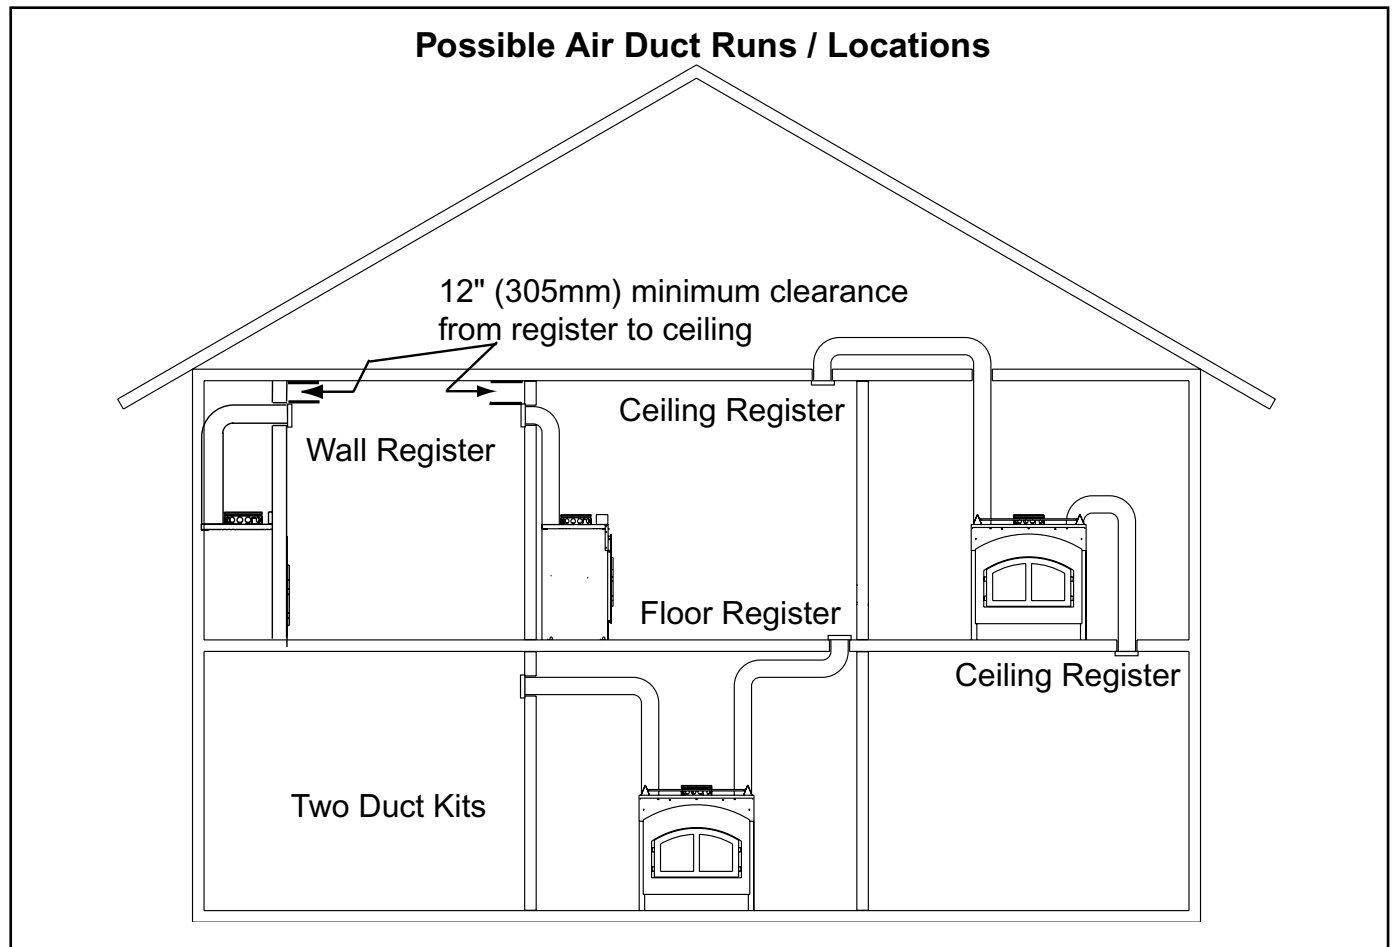 Possible Air Duct Runs / Locations
12" (305mm) minimum clearance
from register to ceiling
Ceiling Register
Wall Register
Floor Register
Ceiling Register
Two Duct Kits